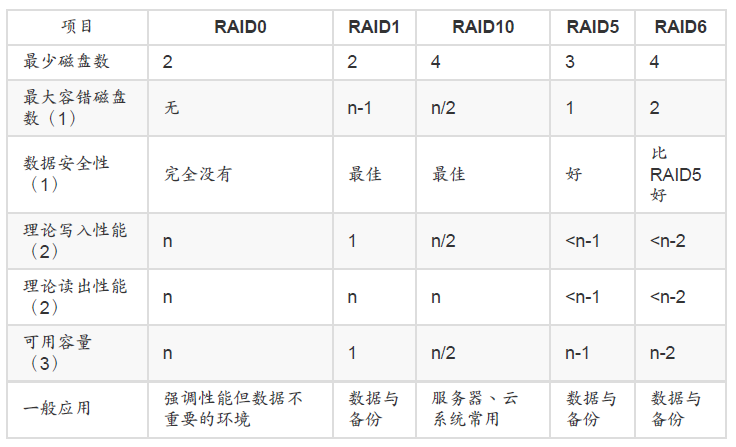 项目 RAID0 RAID1 RAID10 RAID5 RAID6
最少磁盘数 2 2 4 3 4
最大容错磁盘数（1） 无 n-1 n/2 1 2
数据安全性（1） 完全没有 最佳 最佳 好 比RAID5好
理论写入性能（2） n 1 n/2 <n-1 <n-2
理论读出性能（2） n n n <n-1 <n-2
可用容量（3） n 1 n/2 n-1 n-2
一般应用 强调性能但数据不重要的环境 数据与备份 服务器、云系统常用 数据与备份 数据与备份